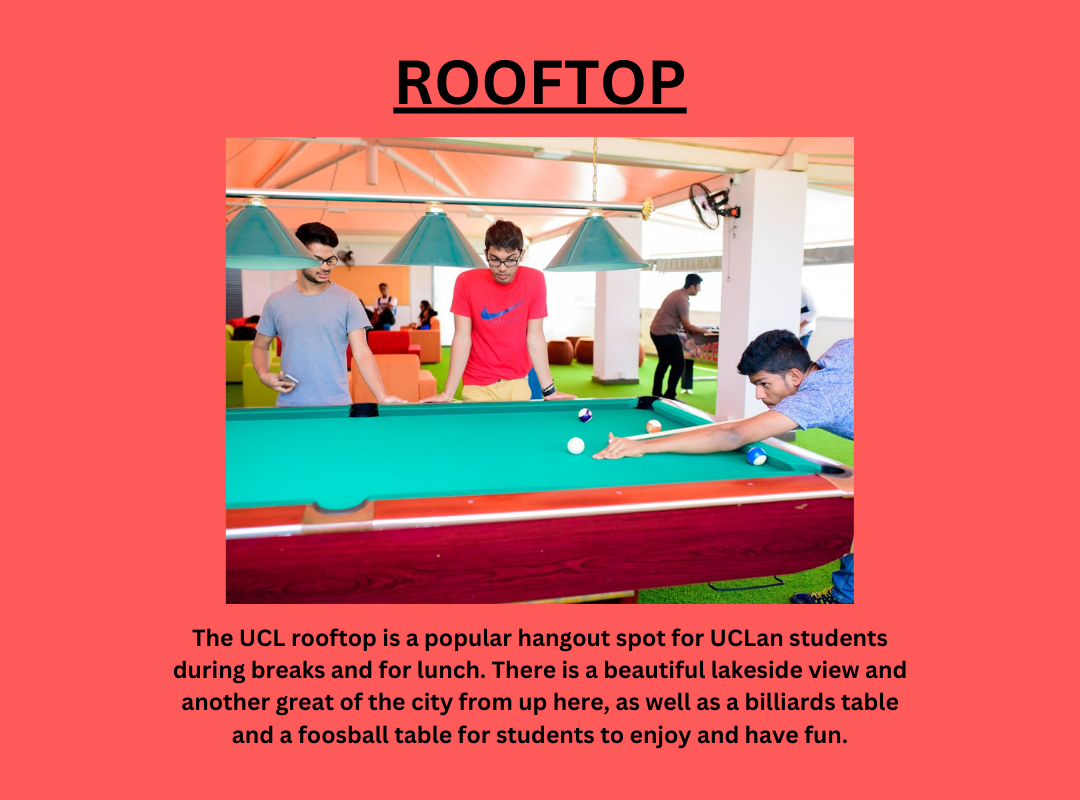 ROOFTOP
The UCL rooftop is a popular hangout spot for UCLan students
during breaks and for lunch. There is a beautiful lakeside view and
another great of the city from up here, as well as a billiards table
and a foosball table for students to enjoy and have fun.